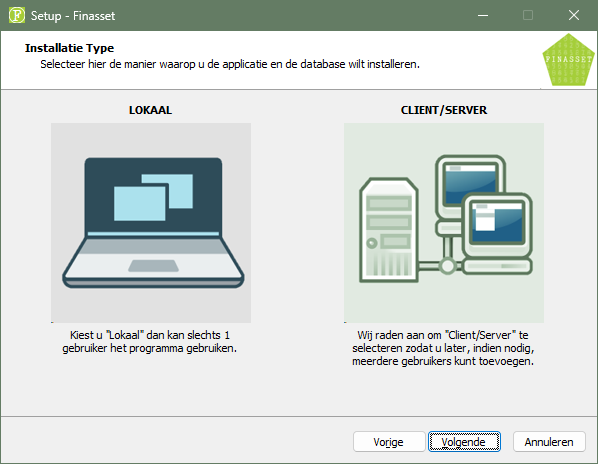 Setup - Finasset
Installatie Type
Selecteer hier de manier waarop u de applicatie en de database wilt installeren.
FINASSET
LOKAAL
Kiest u "Lokaal" dan kan slechts 1
gebruiker het programma gebruiken.
CLIENT/SERVER
Wij raden aan om "Client/Server" te
selecteren zodat u later, indien nodig,
meerdere gebruikers kunt toevoegen.
Vorige
Volgende
Annuleren